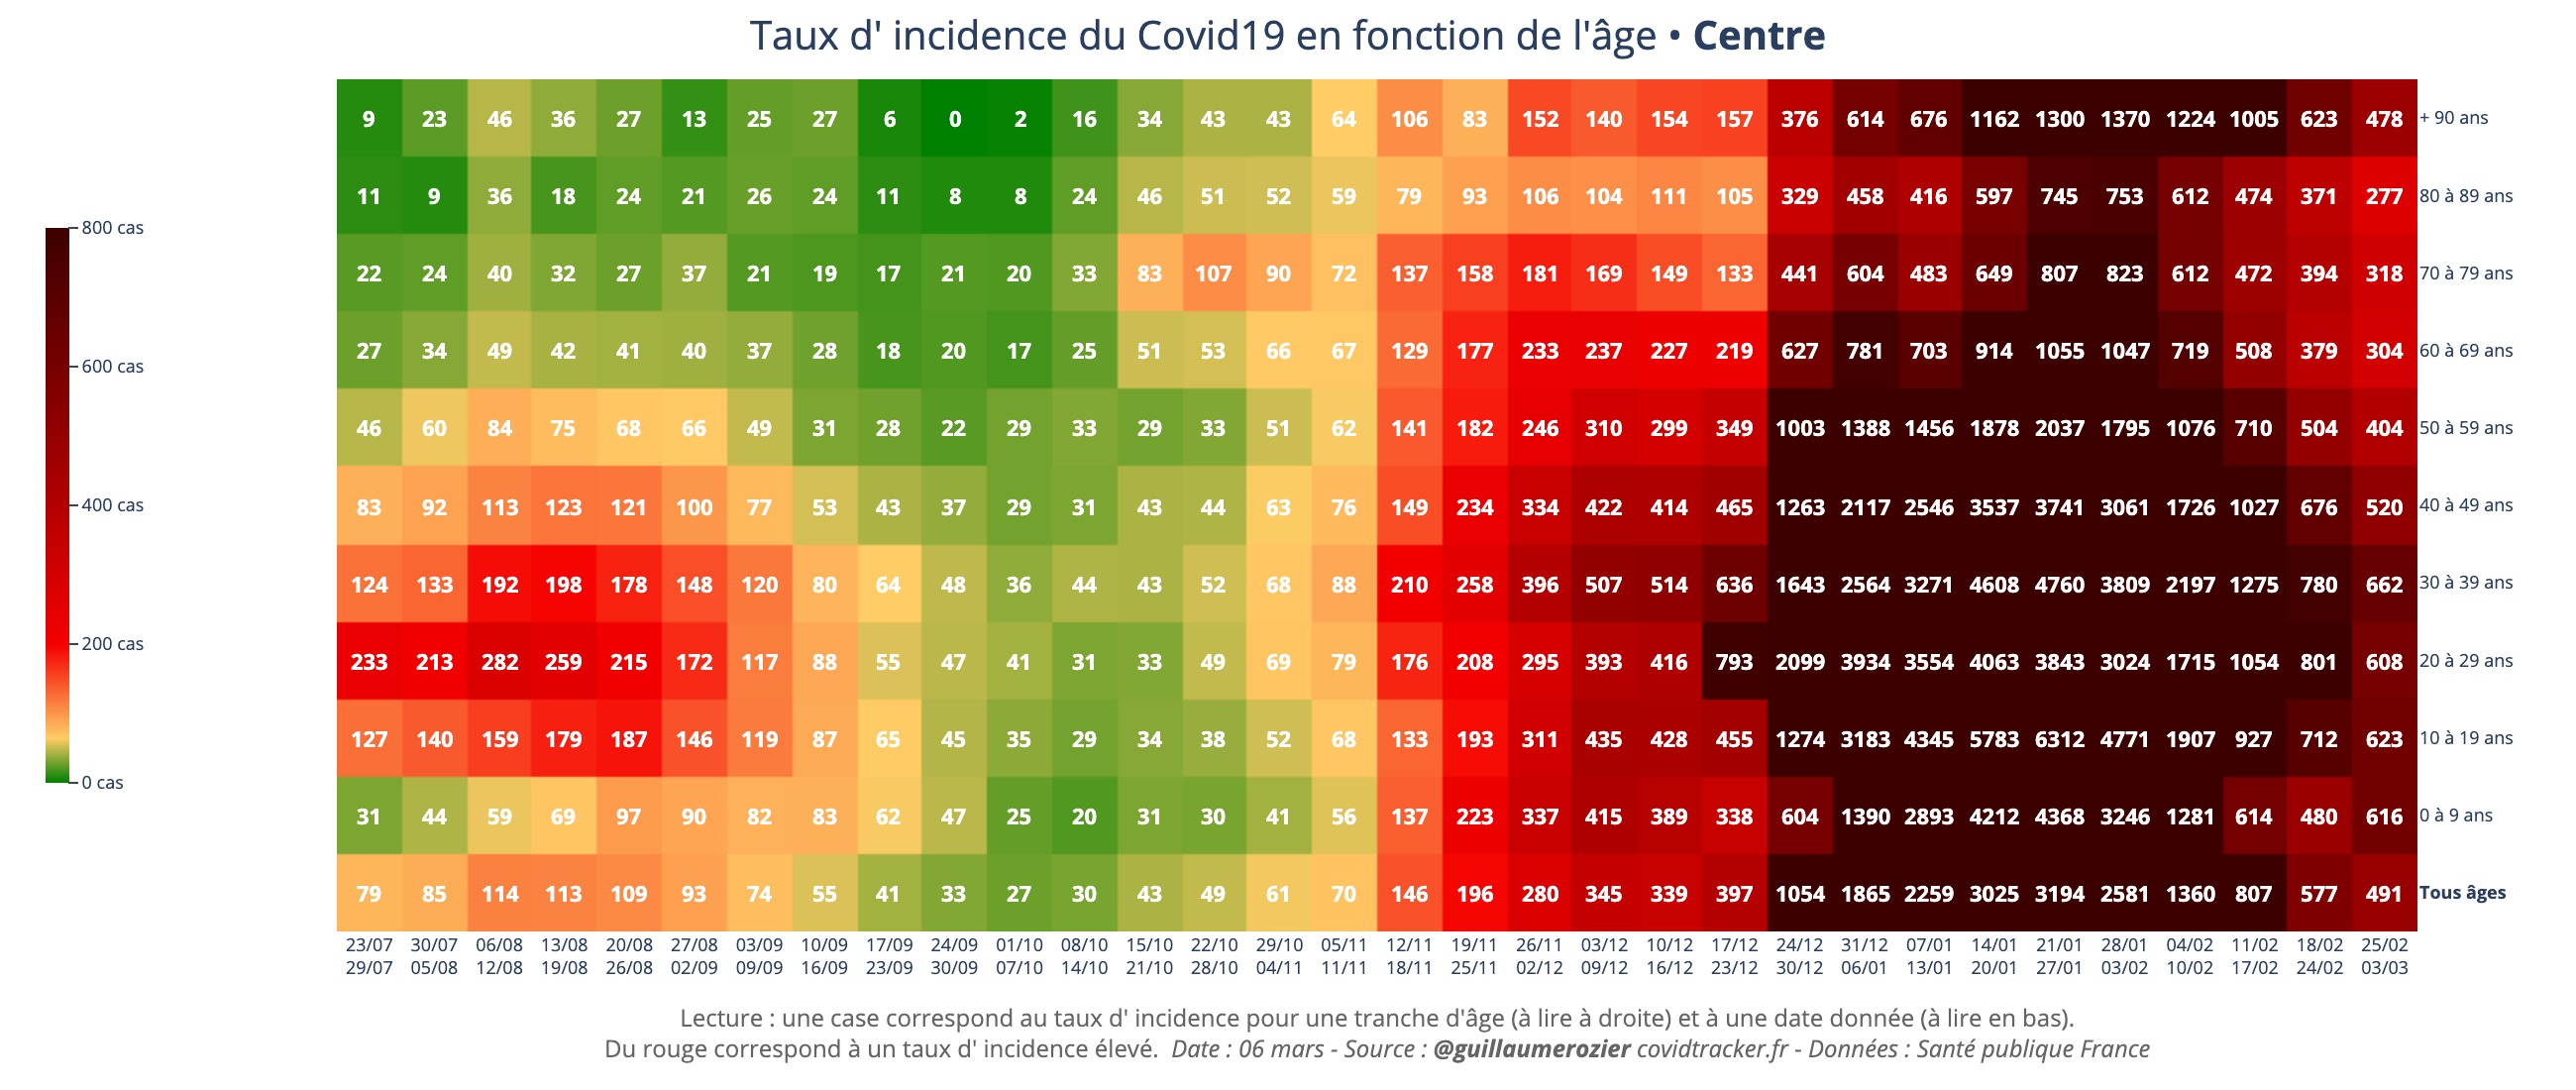 Taux d' incidence du Covid19 en fonction de l'âge • Centre
9 23 46 36 27 13 25 27 6 0 2 16 34 43 43 64 106 83 152 140 154 157 376 614 676 1162 1300 1370 1224 1005 623 478 + 90 ans
11 9 36 18 24 21 26 24 11 8 8 24 46 51 52 59 79 93 106 104 111 105 329 458 416 597 745 753 612 474 371 277 80 à 89 ans
22 24 40 32 27 37 21 19 17 21 20 33 83 107 90 72 137 158 181 169 149 133 441 604 483 649 807 823 612 472 394 318 70 à 79 ans
27 34 49 42 41 40 37 28 18 20 17 25 51 53 66 67 129 177 233 237 227 219 627 781 703 914 1055 1047 719 508 379 304 60 à 69 ans
46 60 84 75 68 66 49 31 28 22 29 33 29 33 51 62 141 182 246 310 299 349 1003 1388 1456 1878 2037 1795 1076 710 504 404 50 à 59 ans
83 92 113 123 121 100 77 53 43 37 29 31 43 44 63 76 149 234 334 422 414 465 1263 2117 2546 3537 3741 3061 1726 1027 676 520 40 à 49 ans
124 133 192 198 178 148 120 80 64 48 36 44 43 52 68 88 210 258 396 507 514 636 1643 2564 3271 4608 4760 3809 2197 1275 780 662 30 à 39 ans
233 213 282 259 215 172 117 88 55 47 41 31 33 49 69 79 176 208 295 393 416 793 2099 3934 3554 4063 3843 3024 1715 1054 801 608 20 à 29 ans
127 140 159 179 187 146 119 87 65 45 35 29 34 38 52 68 133 193 311 435 428 455 1274 3183 4345 5783 6312 4771 1907 927 712 623 10 à 19 ans
31 44 59 69 97 90 82 83 62 47 25 20 31 30 41 56 137 223 337 415 389 338 604 1390 2893 4212 4368 3246 1281 614 480 616 0 à 9 ans
79 85 114 113 109 93 74 55 41 33 27 30 43 49 61 70 146 196 280 345 339 397 1054 1865 2259 3025 3194 2581 1360 807 577 491 Tous âges
23/07 30/07 06/08 13/08 20/08 27/08 03/09 10/09 17/09 24/09 01/10 08/10 15/10 22/10 29/10 05/11 12/11 19/11 26/11 03/12 10/12 17/12 24/12 31/12 07/01 14/01 21/01 28/01 04/02 11/02 18/02 25/02
29/07 05/08 12/08 19/08 26/08 02/09 09/09 16/09 23/09 30/09 07/10 14/10 21/10 28/10 04/11 11/11 18/11 25/11 02/12 09/12 16/12 23/12 30/12 06/01 13/01 20/01 27/01 03/02 10/02 17/02 24/02 03/03
800 cas
600 cas
400 cas
200 cas
0 cas
Lecture : une case correspond au taux d' incidence pour une tranche d'âge (à lire à droite) et à une date donnée (à lire en bas).
Du rouge correspond à un taux d' incidence élevé. Date : 06 mars - Source : @guillaumerozier covidtracker.fr - Données : Santé publique France